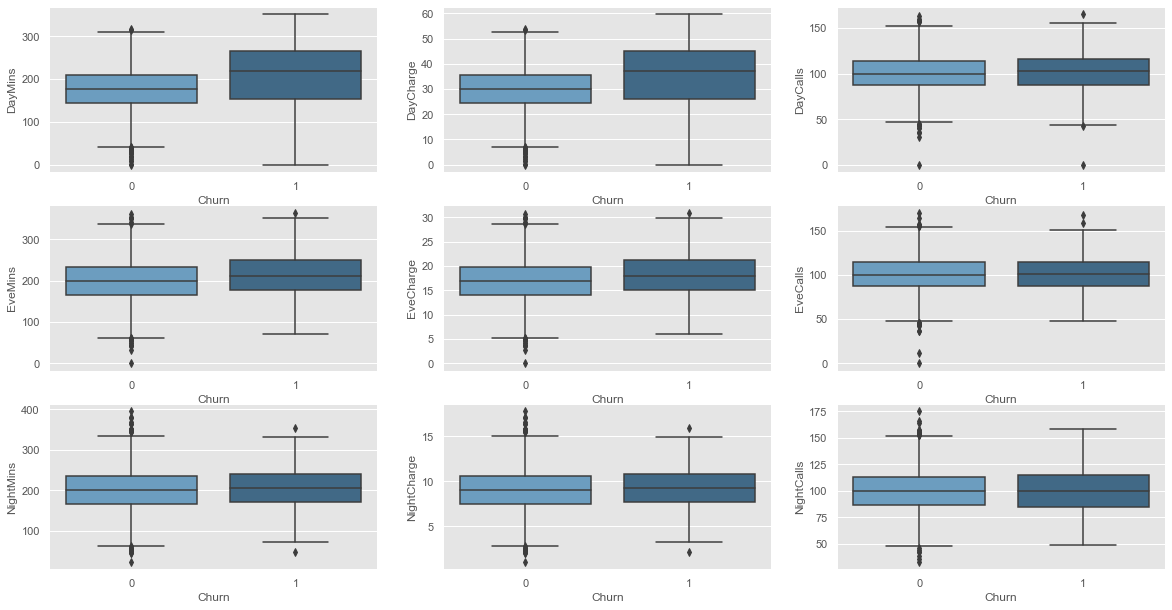 DayMins
300
200
100
0
0 1
Churn
DayCharge
60
50
40
30
20
10
0
0 1
Churn
DayCalls
150
100
50
0
0 1
Churn
EveMins
300
200
100
0
0 1
Churn
EveCharge
30
25
20
15
10
5
0
0 1
Churn
EveCalls
150
100
50
0
0 1
Churn
NightMins
400
300
200
100
0 1
Churn
NightCharge
15
10
5
0 1
Churn
NightCalls
175
150
125
100
75
50
0 1
Churn